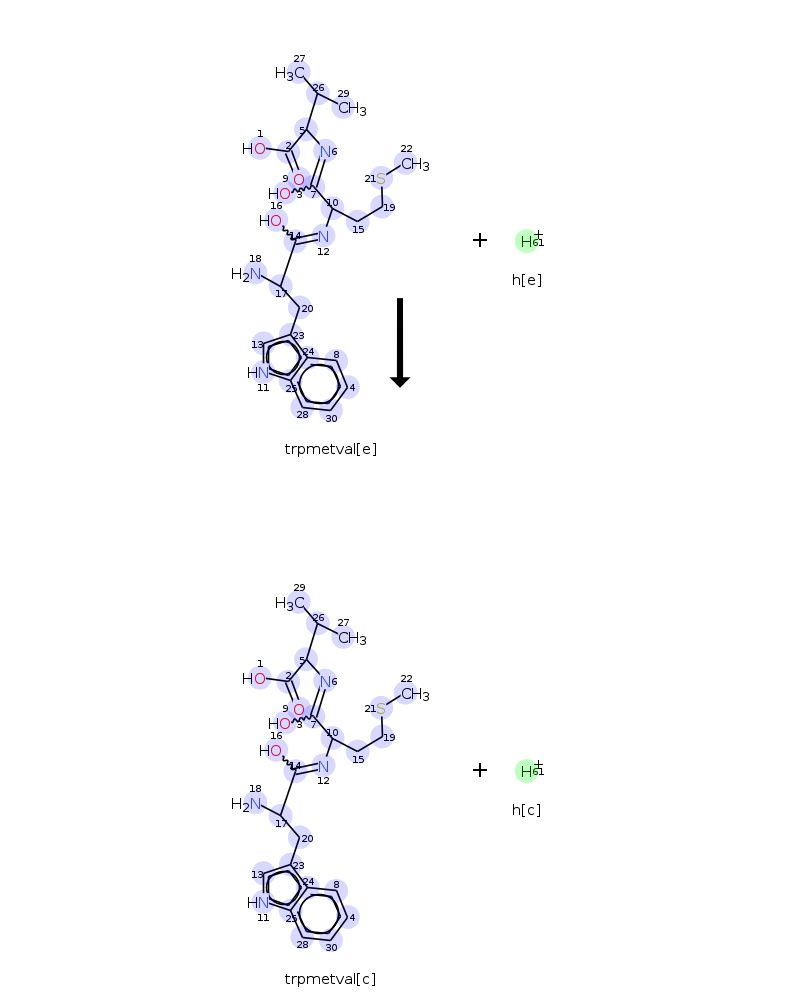 27
H3C
26
29
CH3
5
1
HO
2
N6
22
CH3
9
O
21S
HO
3
7
10
19
16
HO
15
14
N
12
+
H+
61
18
H2N
17
h[e]
20
13
23
24
8
HN
11
25
4
28
30
trpmetval[e]
29
H3C
26
27
CH3
5
1
HO
2
N6
22
CH3
9
O
21S
HO
3
7
10
19
16
HO
15
14
N
12
+
H+
61
18
H2N
17
h[c]
20
13
23
24
8
HN
11
25
4
28
30
trpmetval[c]